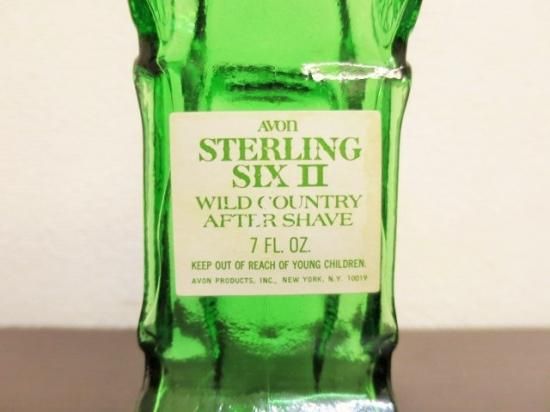 AVON
STERLING
SIX II
WILD COUNTRY
AFTER SHAVE
7 FL. OZ.
KEEP OUT OF REACH OF YOUNG CHILDREN.
AVON PRODUCTS, INC., NEW YORK, N.Y. 10019